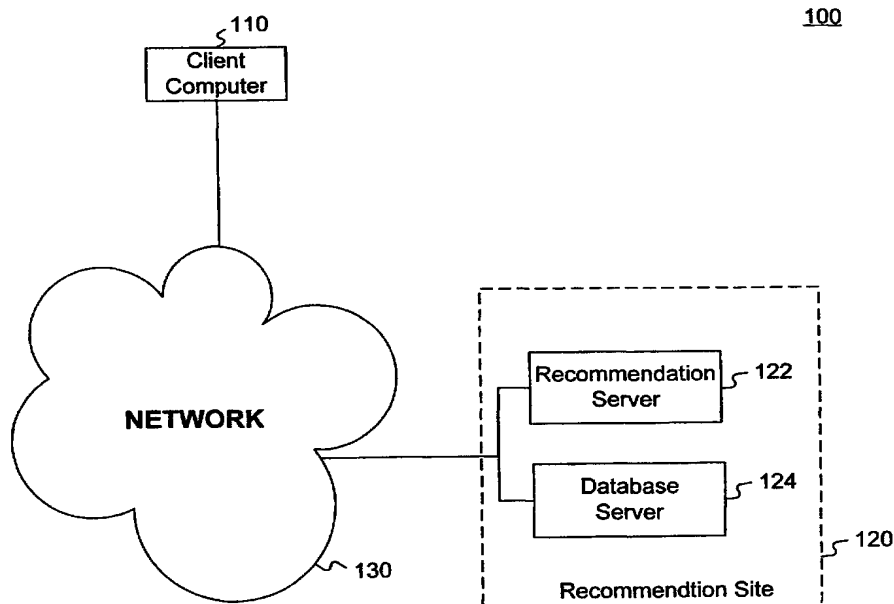 100
110
Client
Computer
NETWORK
130
Recommendation
Server
122
Database
Server
124
120
Recommendtion Site